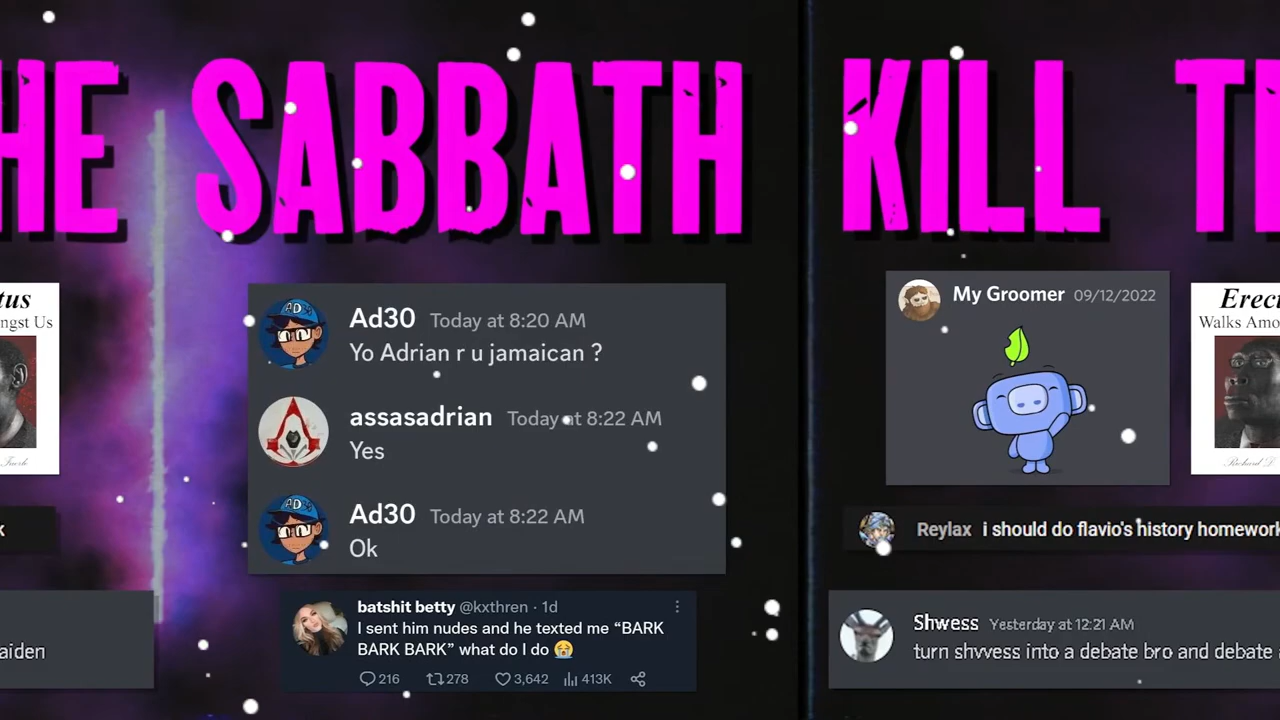 HE SABBATH
KILL
tus
ngst Us
Ad30 Today at 8:20 AM
Yo Adrian r u jamaican ?
assasadrian Today at 8:22 AM
Yes
Ad30 Today at 8:22 AM
Ok
batshit betty @kxthren · 1d
I sent him nudes and he texted me “BARK
BARK BARK” what do I do 😭
216 278 3,642 413K
aiden
My Groomer 09/12/2022
Erec
Walks Amo
Richard D
Reylax i should do flavio's history homework
Shwess Yesterday at 12:21 AM
turn shvvess into a debate bro and debate